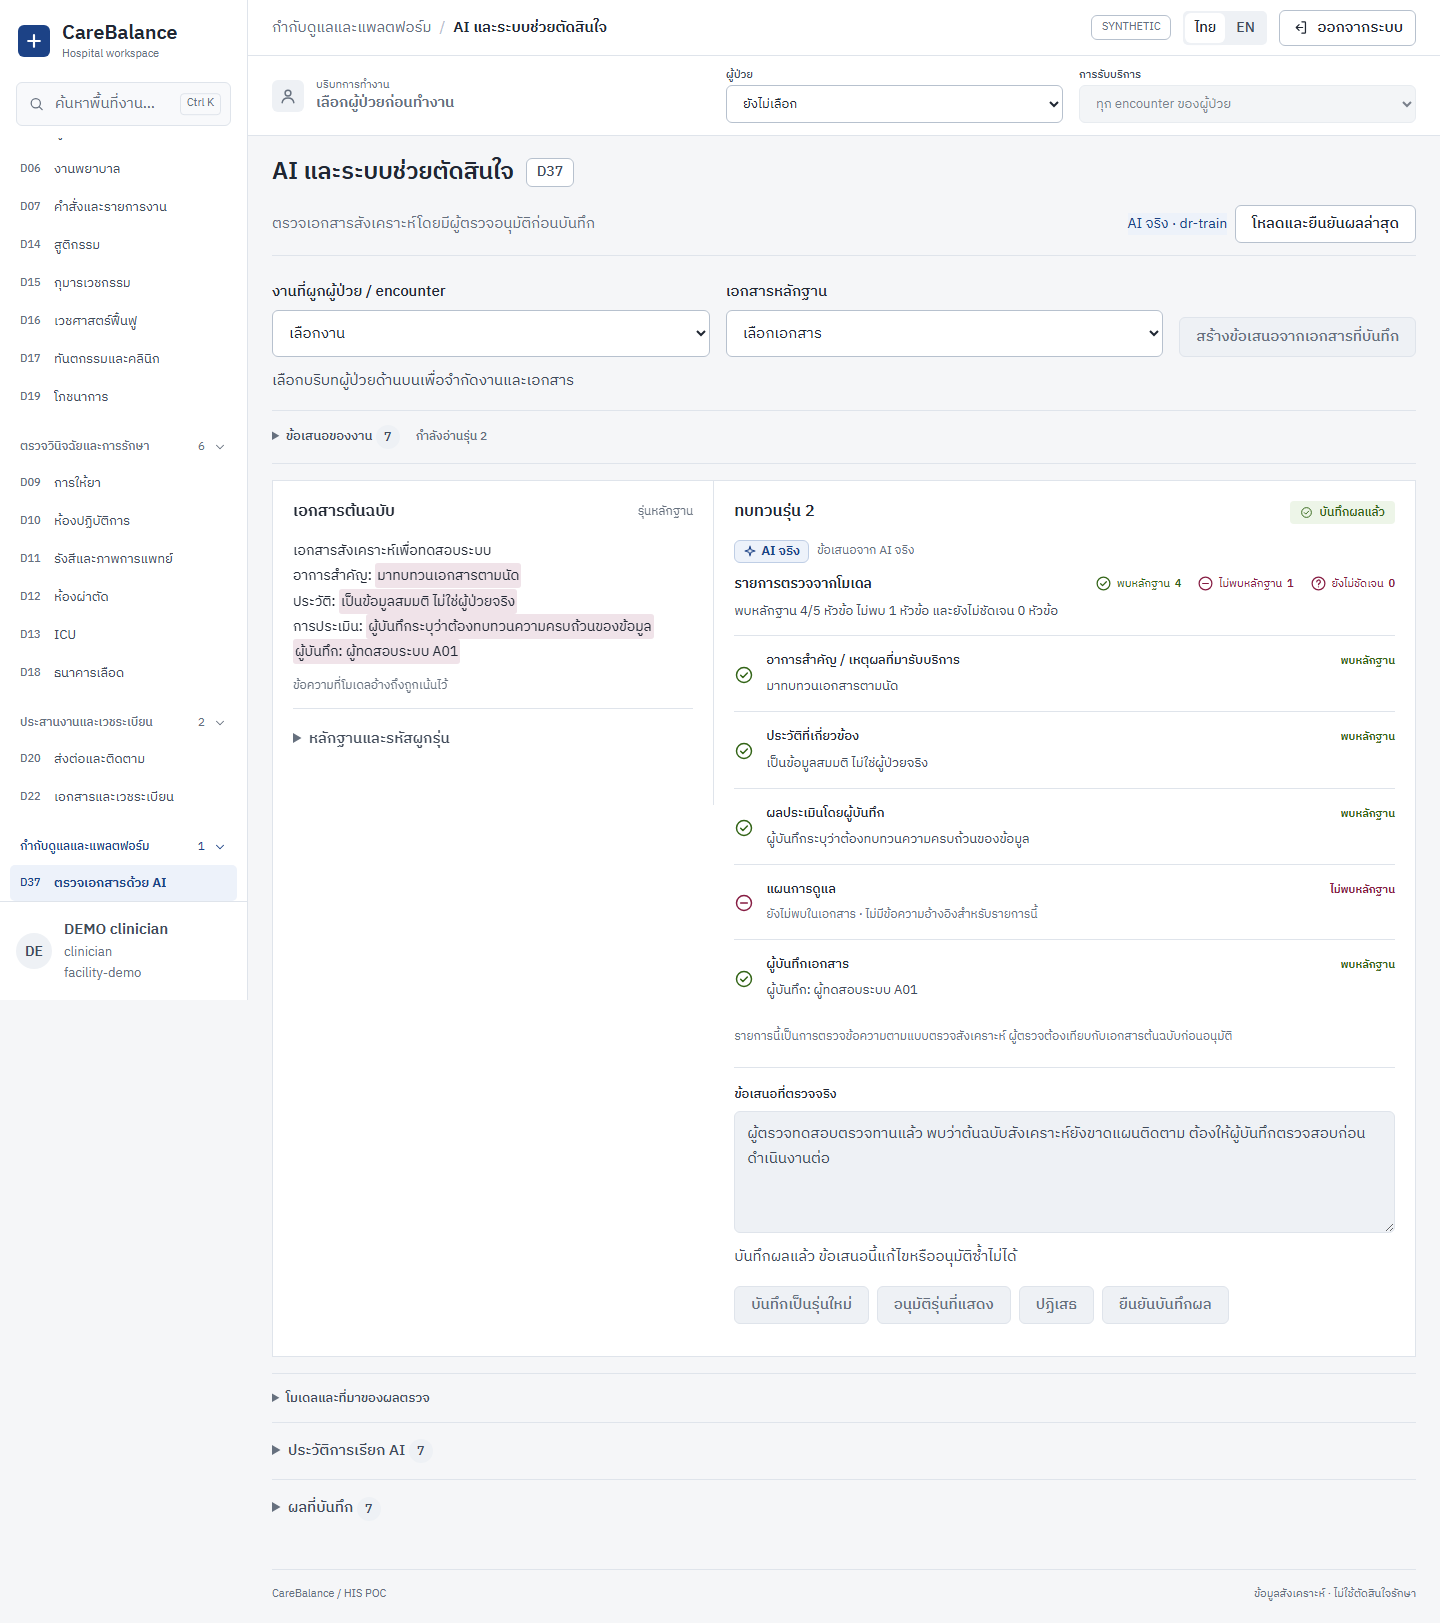 CareBalance
Hospital workspace
ค้นหาพื้นที่งาน... Ctrl K
D06 งานพยาบาล
D07 คำสั่งและรายการงาน
D14 สูติกรรม
D15 กุมารเวชกรรม
D16 เวชศาสตร์ฟื้นฟู
D17 ทันตกรรมและคลินิก
D19 โภชนาการ
ตรวจวินิจฉัยและการรักษา 6
D09 การให้ยา
D10 ห้องปฏิบัติการ
D11 รังสีและภาพการแพทย์
D12 ห้องผ่าตัด
D13 ICU
D18 ธนาคารเลือด
ประสานงานและเวชระเบียน 2
D20 ส่งต่อและติดตาม
D22 เอกสารและเวชระเบียน
กำกับดูแลและแพลตฟอร์ม 1
D37 ตรวจเอกสารด้วย AI
DE
DEMO clinician
clinician
facility-demo
กำกับดูแลและแพลตฟอร์ม / AI และระบบช่วยตัดสินใจ
SYNTHETIC ไทย EN ออกจากระบบ
บริบทการทำงาน
เลือกผู้ป่วยก่อนทำงาน
ผู้ป่วย
ยังไม่เลือก
การรับบริการ
ทุก encounter ของผู้ป่วย
AI และระบบช่วยตัดสินใจ D37
ตรวจเอกสารสังเคราะห์โดยมีผู้ตรวจอนุมัติก่อนบันทึก
AI จริง · dr-train โหลดและยืนยันผลล่าสุด
งานที่ผูกผู้ป่วย / encounter
เลือกงาน
เอกสารหลักฐาน
เลือกเอกสาร
สร้างข้อเสนอจากเอกสารที่บันทึก
เลือกบริบทผู้ป่วยด้านบนเพื่อจำกัดงานและเอกสาร
ข้อเสนอของงาน 7 กำลังอ่านรุ่น 2
เอกสารต้นฉบับ รุ่นหลักฐาน
เอกสารสังเคราะห์เพื่อทดสอบระบบ
อาการสำคัญ: มาทบทวนเอกสารตามนัด
ประวัติ: เป็นข้อมูลสมมติ ไม่ใช่ผู้ป่วยจริง
การประเมิน: ผู้บันทึกระบุว่าต้องทบทวนความครบถ้วนของข้อมูล
ผู้บันทึก: ผู้ทดสอบระบบ A01
ข้อความที่โมเดลอ้างถึงถูกเน้นไว้
หลักฐานและรหัสผูกรุ่น
ทบทวนรุ่น 2 บันทึกผลแล้ว
AI จริง ข้อเสนอจาก AI จริง
รายการตรวจจากโมเดล พบหลักฐาน 4 ไม่พบหลักฐาน 1 ยังไม่ชัดเจน 0
พบหลักฐาน 4/5 หัวข้อ ไม่พบ 1 หัวข้อ และยังไม่ชัดเจน 0 หัวข้อ
อาการสำคัญ / เหตุผลที่มารับบริการ พบหลักฐาน
มาทบทวนเอกสารตามนัด
ประวัติที่เกี่ยวข้อง พบหลักฐาน
เป็นข้อมูลสมมติ ไม่ใช่ผู้ป่วยจริง
ผลประเมินโดยผู้บันทึก พบหลักฐาน
ผู้บันทึกระบุว่าต้องทบทวนความครบถ้วนของข้อมูล
แผนการดูแล ไม่พบหลักฐาน
ยังไม่พบในเอกสาร · ไม่มีข้อความอ้างอิงสำหรับรายการนี้
ผู้บันทึกเอกสาร พบหลักฐาน
ผู้บันทึก: ผู้ทดสอบระบบ A01
รายการนี้เป็นการตรวจข้อความตามแบบตรวจสังเคราะห์ ผู้ตรวจต้องเทียบกับเอกสารต้นฉบับก่อนอนุมัติ
ข้อเสนอที่ตรวจจริง
ผู้ตรวจทดสอบตรวจทานแล้ว พบว่าต้นฉบับสังเคราะห์ยังขาดแผนติดตาม ต้องให้ผู้บันทึกตรวจสอบก่อน
ดำเนินงานต่อ
บันทึกผลแล้ว ข้อเสนอนี้แก้ไขหรืออนุมัติซ้ำไม่ได้
บันทึกเป็นรุ่นใหม่ อนุมัติรุ่นที่แสดง ปฏิเสธ ยืนยันบันทึกผล
โมเดลและที่มาของผลตรวจ
ประวัติการเรียก AI 7
ผลที่บันทึก 7
CareBalance / HIS POC
ข้อมูลสังเคราะห์ · ไม่ใช้ตัดสินใจรักษา